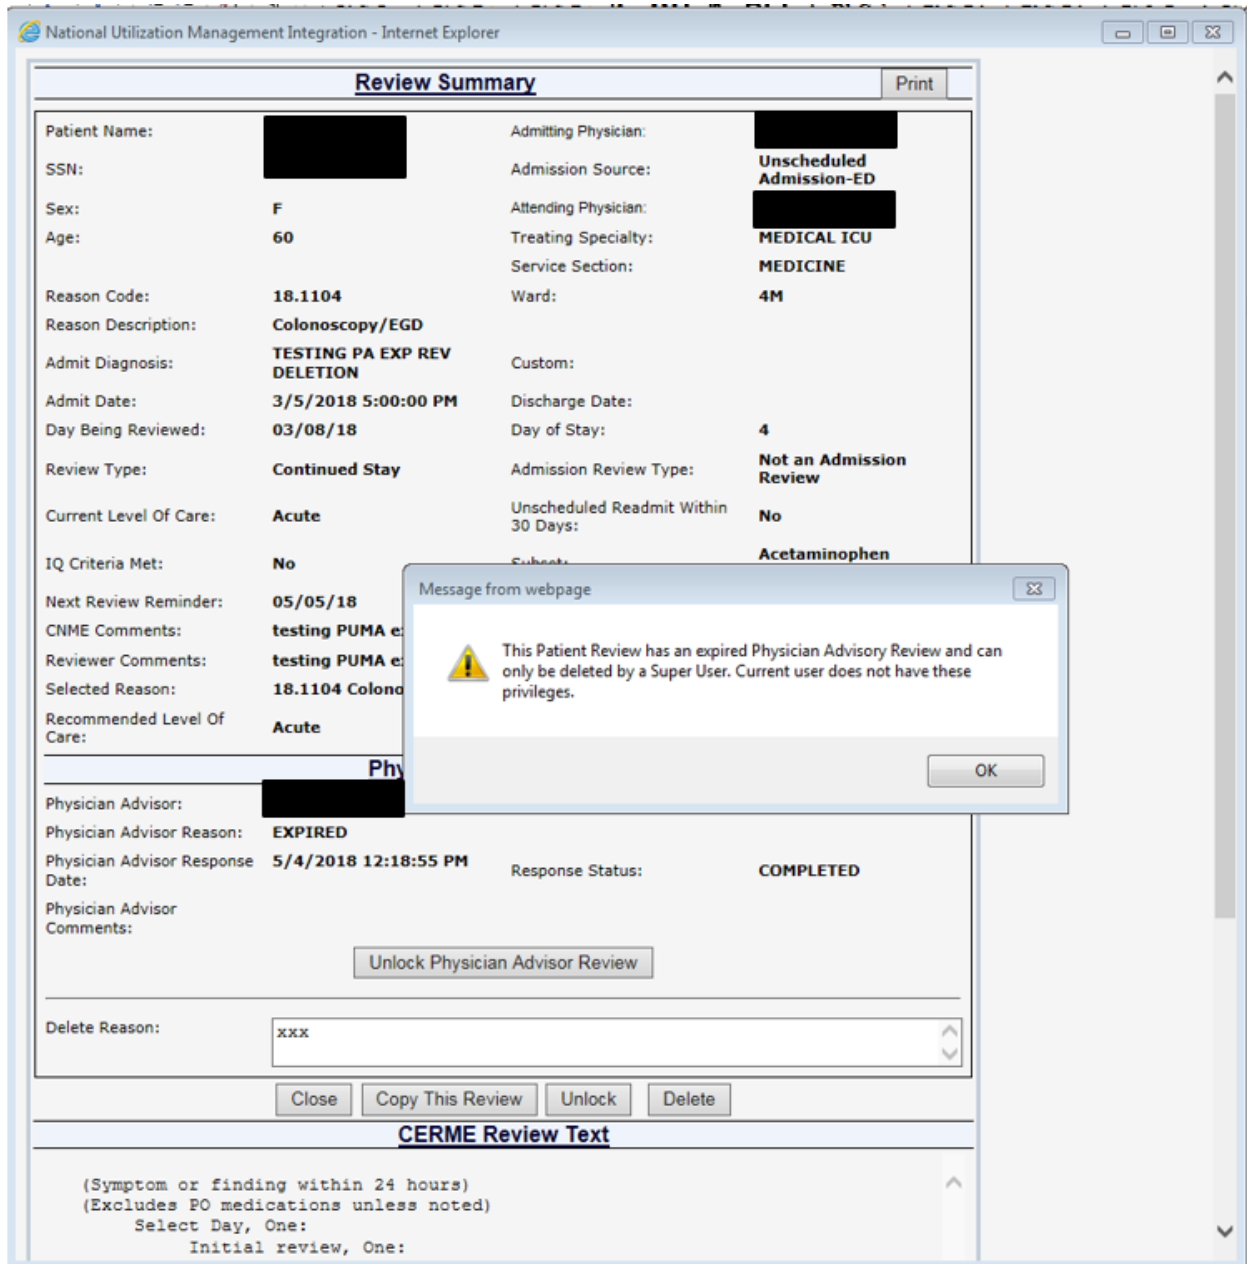 National Utilization Management Integration - Internet Explorer
Review Summary
Print
Patient Name:
Admitting Physician:
SSN:
Admission Source:
Unscheduled
Admission-ED
Sex:
F
Attending Physician:
Age:
60
Treating Specialty:
MEDICAL ICU
Service Section:
MEDICINE
Reason Code:
18.1104
Ward:
4M
Reason Description:
Colonoscopy/EGD
Admit Diagnosis:
TESTING PA EXP REV
DELETION
Custom:
Admit Date:
3/5/2018 5:00:00 PM
Discharge Date:
Day Being Reviewed:
03/08/18
Day of Stay:
4
Review Type:
Continued Stay
Admission Review Type:
Not an Admission
Review
Current Level Of Care:
Acute
Unscheduled Readmit Within
30 Days:
No
IQ Criteria Met:
No
Subset:
Acetaminophen
Next Review Reminder:
05/05/18
CNME Comments:
testing PUMA e
Reviewer Comments:
testing PUMA e
Selected Reason:
18.1104 Colono
Recommended Level Of
Care:
Acute
Message from webpage
This Patient Review has an expired Physician Advisory Review and can
only be deleted by a Super User. Current user does not have these
privileges.
OK
Phy
Physician Advisor:
Physician Advisor Reason:
EXPIRED
Physician Advisor Response
Date:
5/4/2018 12:18:55 PM
Response Status:
COMPLETED
Physician Advisor
Comments:
Unlock Physician Advisor Review
Delete Reason:
xxx
Close
Copy This Review
Unlock
Delete
CERME Review Text
(Symptom or finding within 24 hours)
(Excludes PO medications unless noted)
Select Day, One:
Initial review, One: